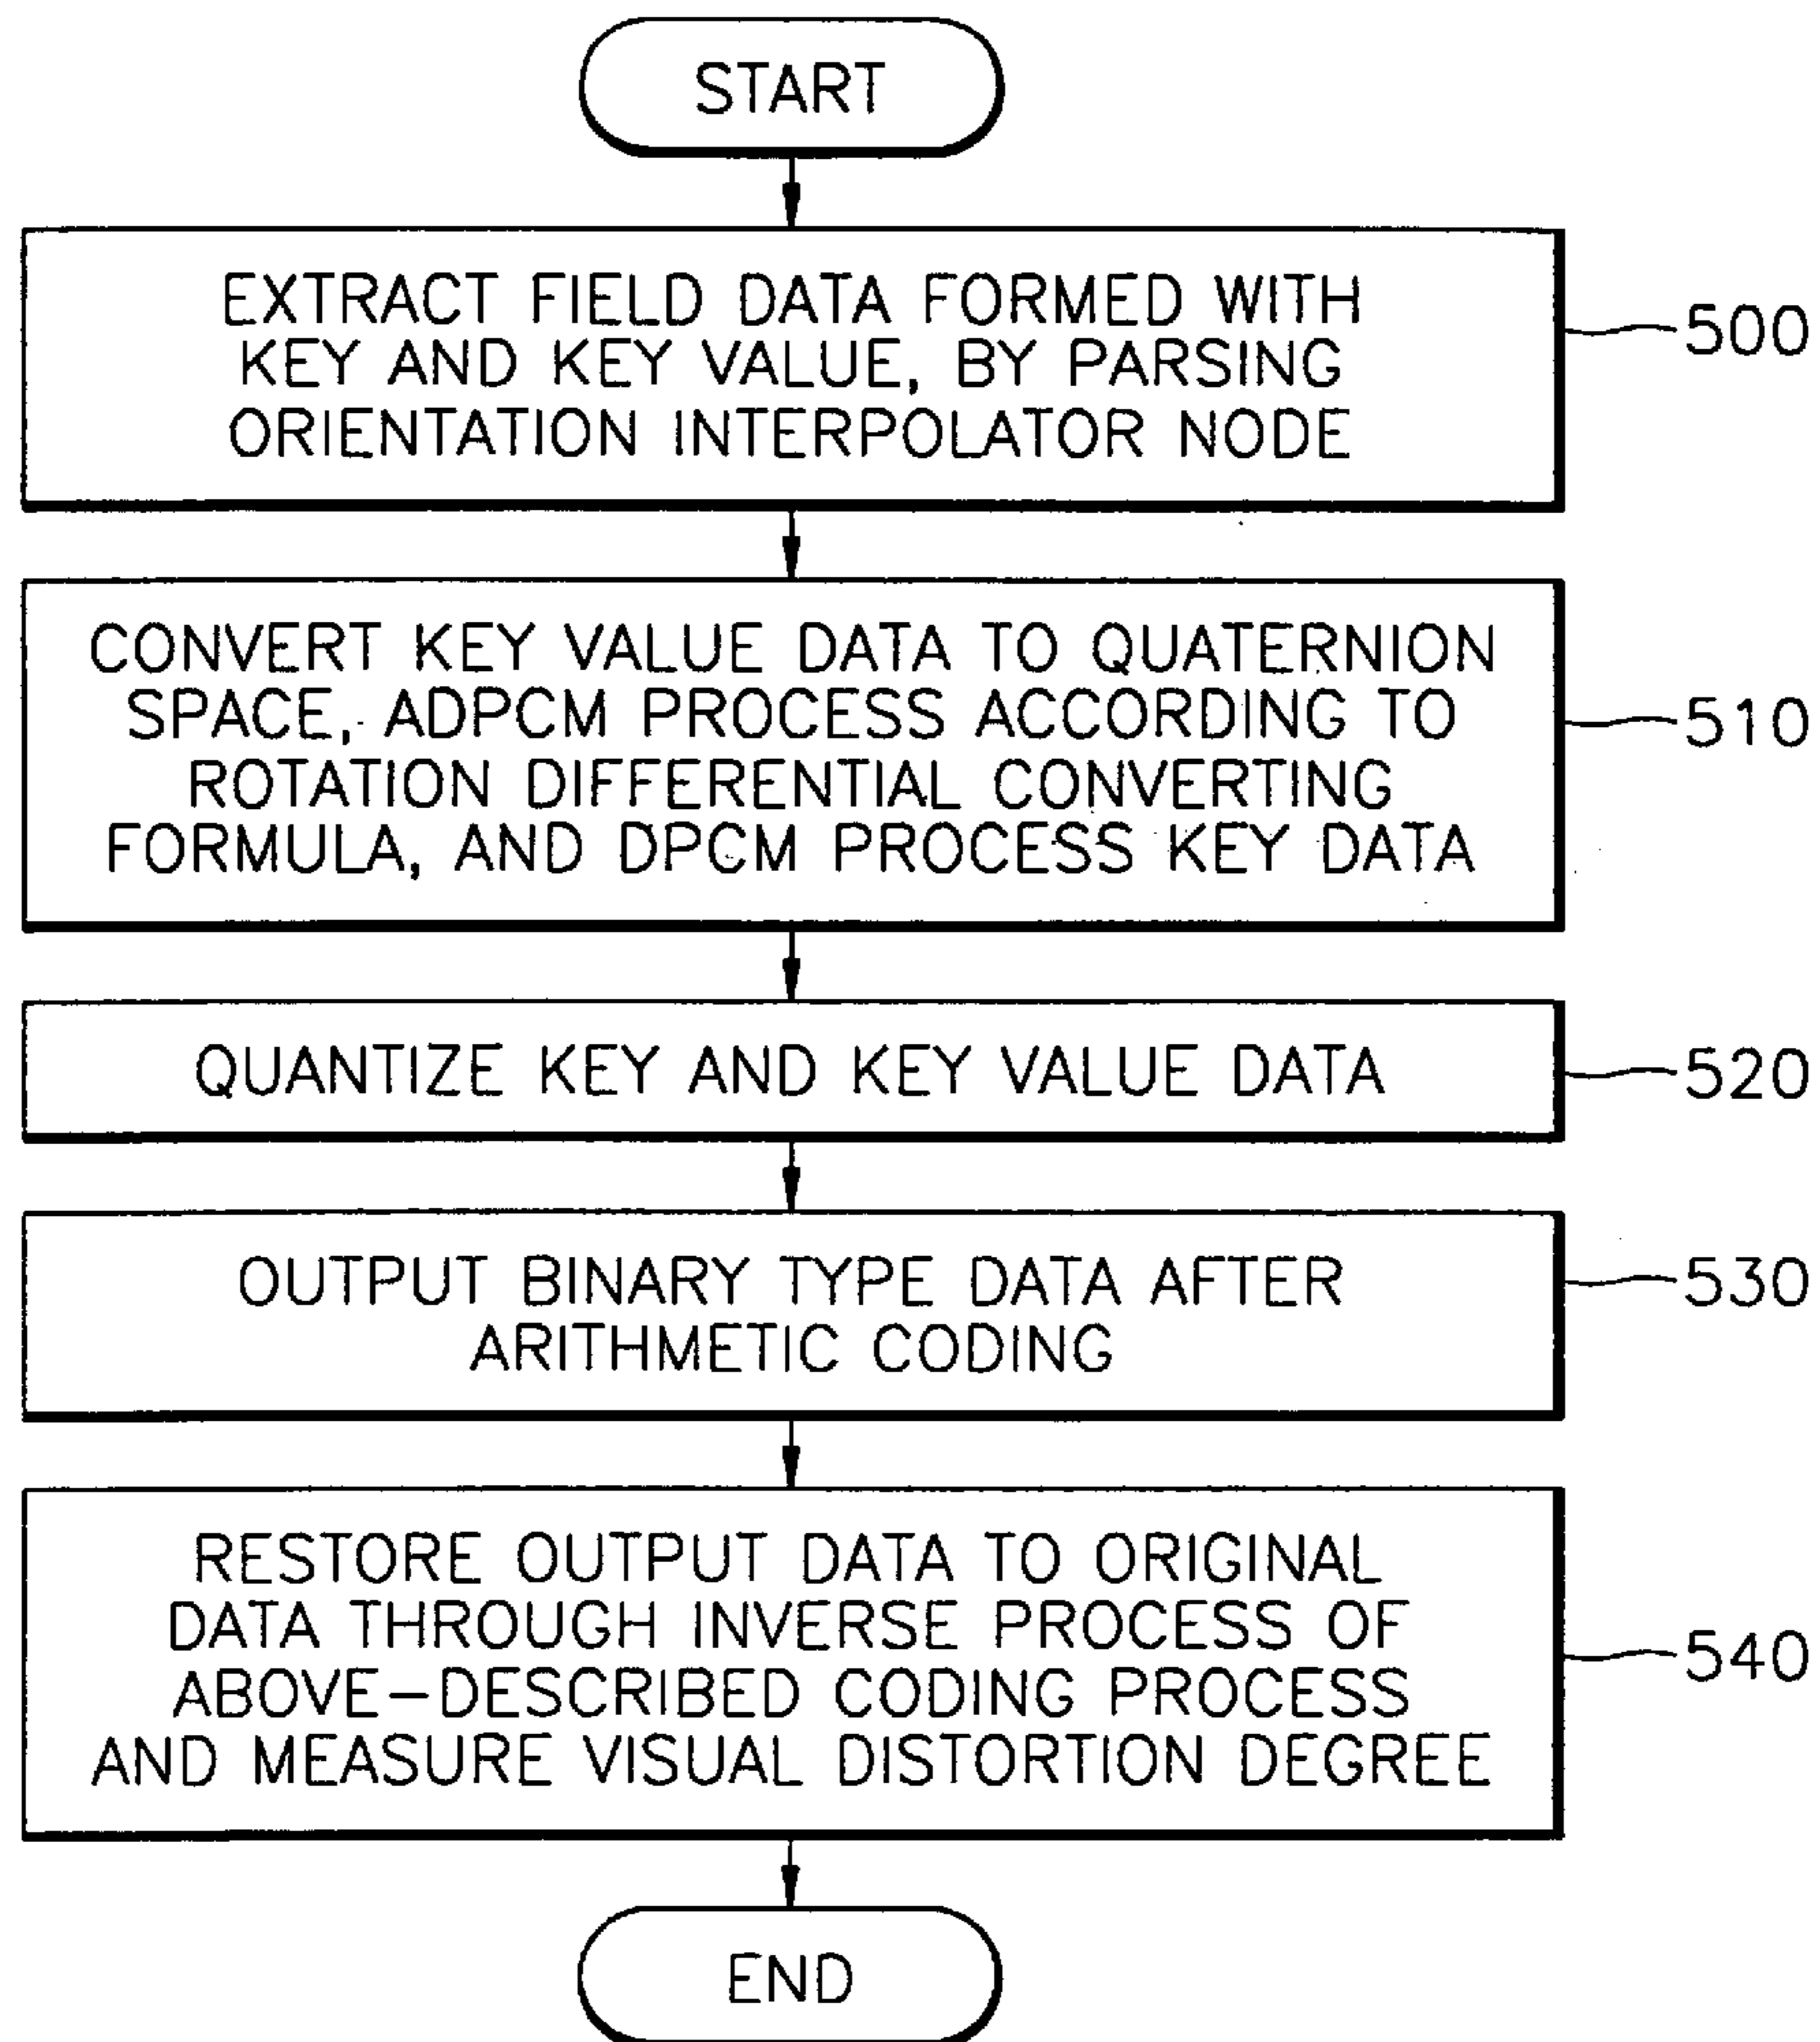 START
EXTRACT FIELD DATA FORMED WITH
KEY AND KEY VALUE, BY PARSING
ORIENTATION INTERPOLATOR NODE
500
CONVERT KEY VALUE DATA TO QUATERNION
SPACE, ADPCM PROCESS ACCORDING TO
ROTATION DIFFERENTIAL CONVERTING
FORMULA, AND DPCM PROCESS KEY DATA
510
QUANTIZE KEY AND KEY VALUE DATA
520
OUTPUT BINARY TYPE DATA AFTER
ARITHMETIC CODING
530
RESTORE OUTPUT DATA TO ORIGINAL
DATA THROUGH INVERSE PROCESS OF
ABOVE-DESCRIBED CODING PROCESS
AND MEASURE VISUAL DISTORTION DEGREE
540
END